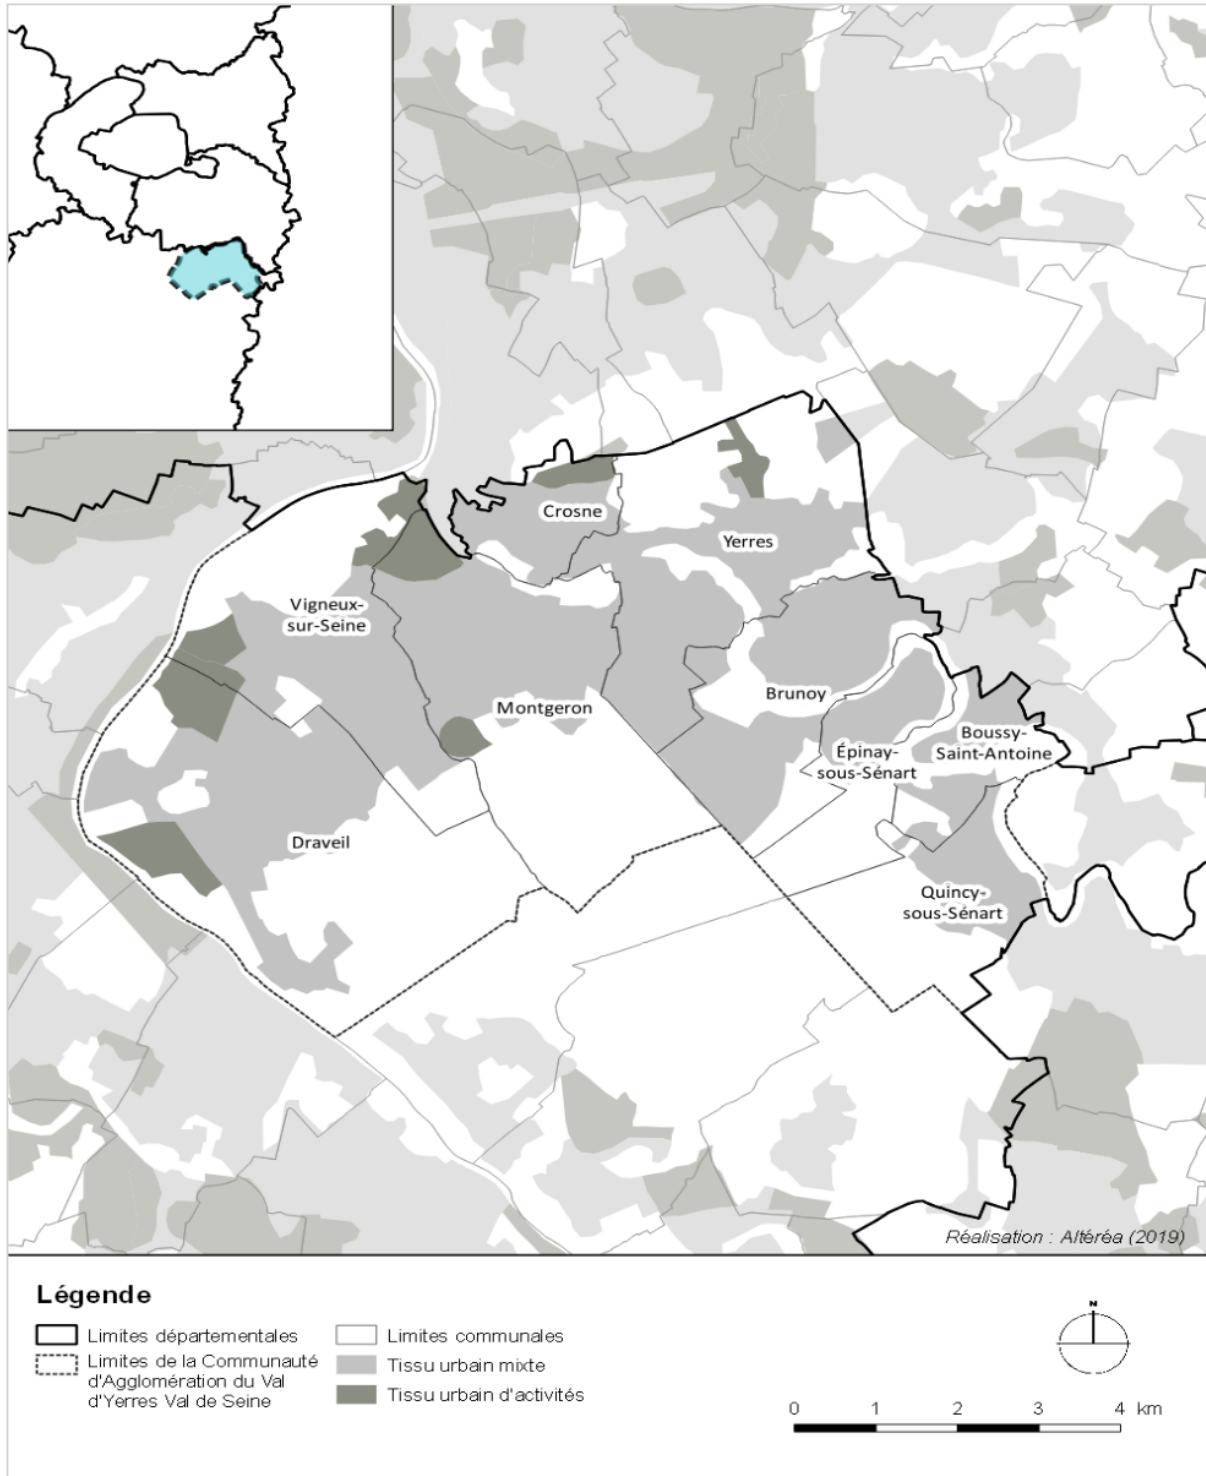 Crosne
Yerres
Vigneux-
sur-Seine
Brunoy
Montgeron
Boussy-
Saint-Antoine
Épinay-
sous-Sénart
Draveil
Quincy-
sous-Sénart
Réalisation : Altéréa (2019)
Légende
Limites départementales
Limites de la Communauté
d'Agglomération du Val
d'Yerres Val de Seine
Limites communales
Tissu urbain mixte
Tissu urbain d'activités
N
0 1 2 3 4 km